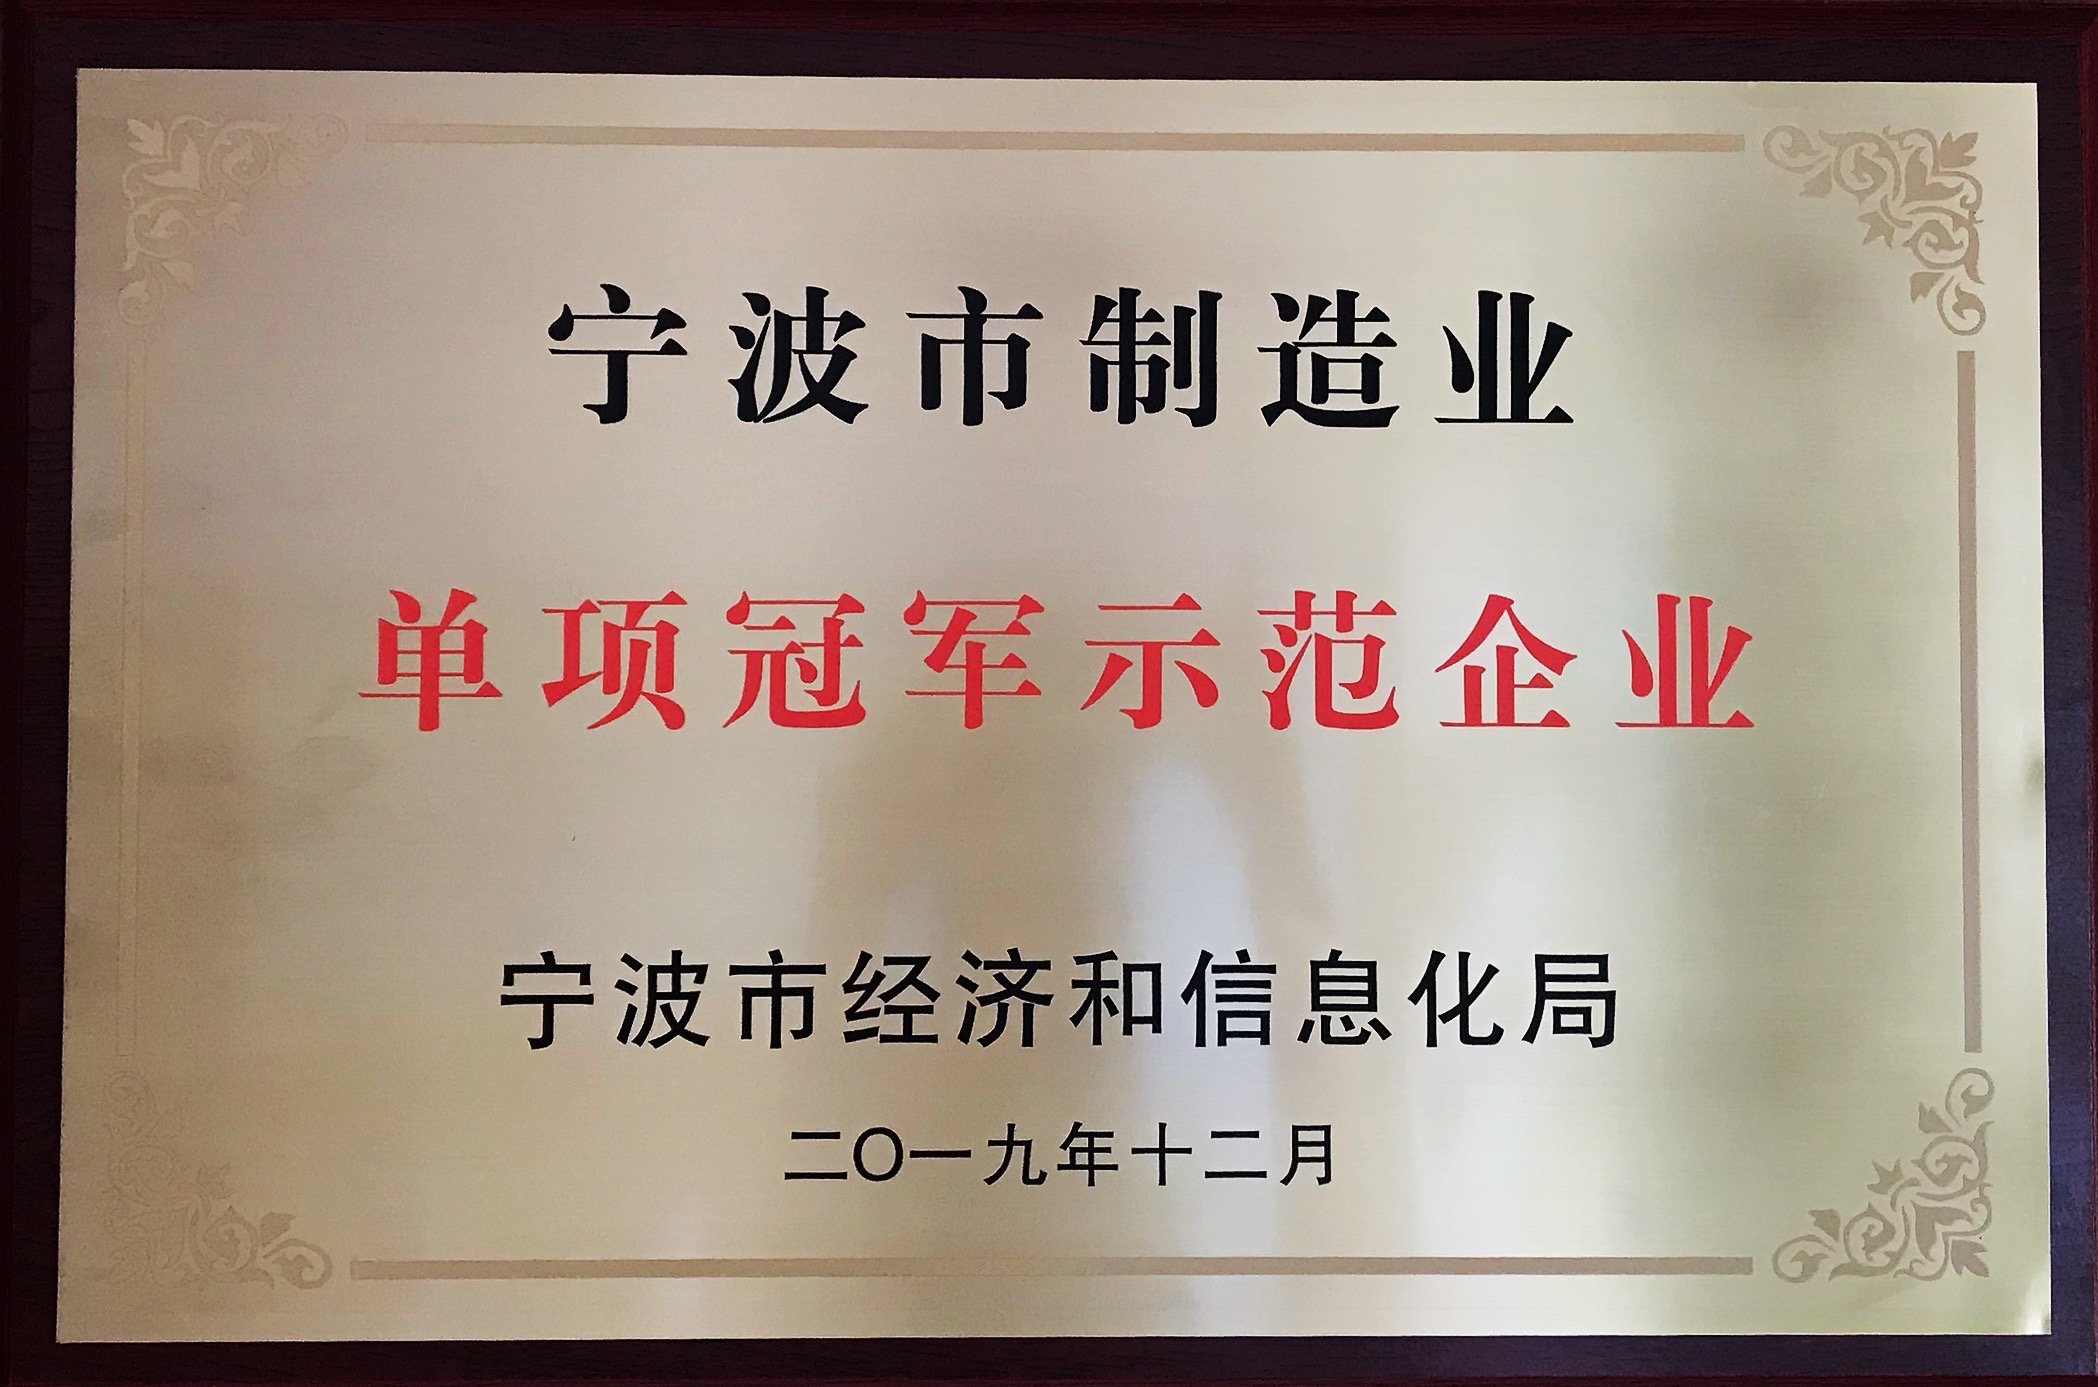 宁波市制造业
单项冠军示范企业
宁波市经济和信息化局
二〇一九年十二月